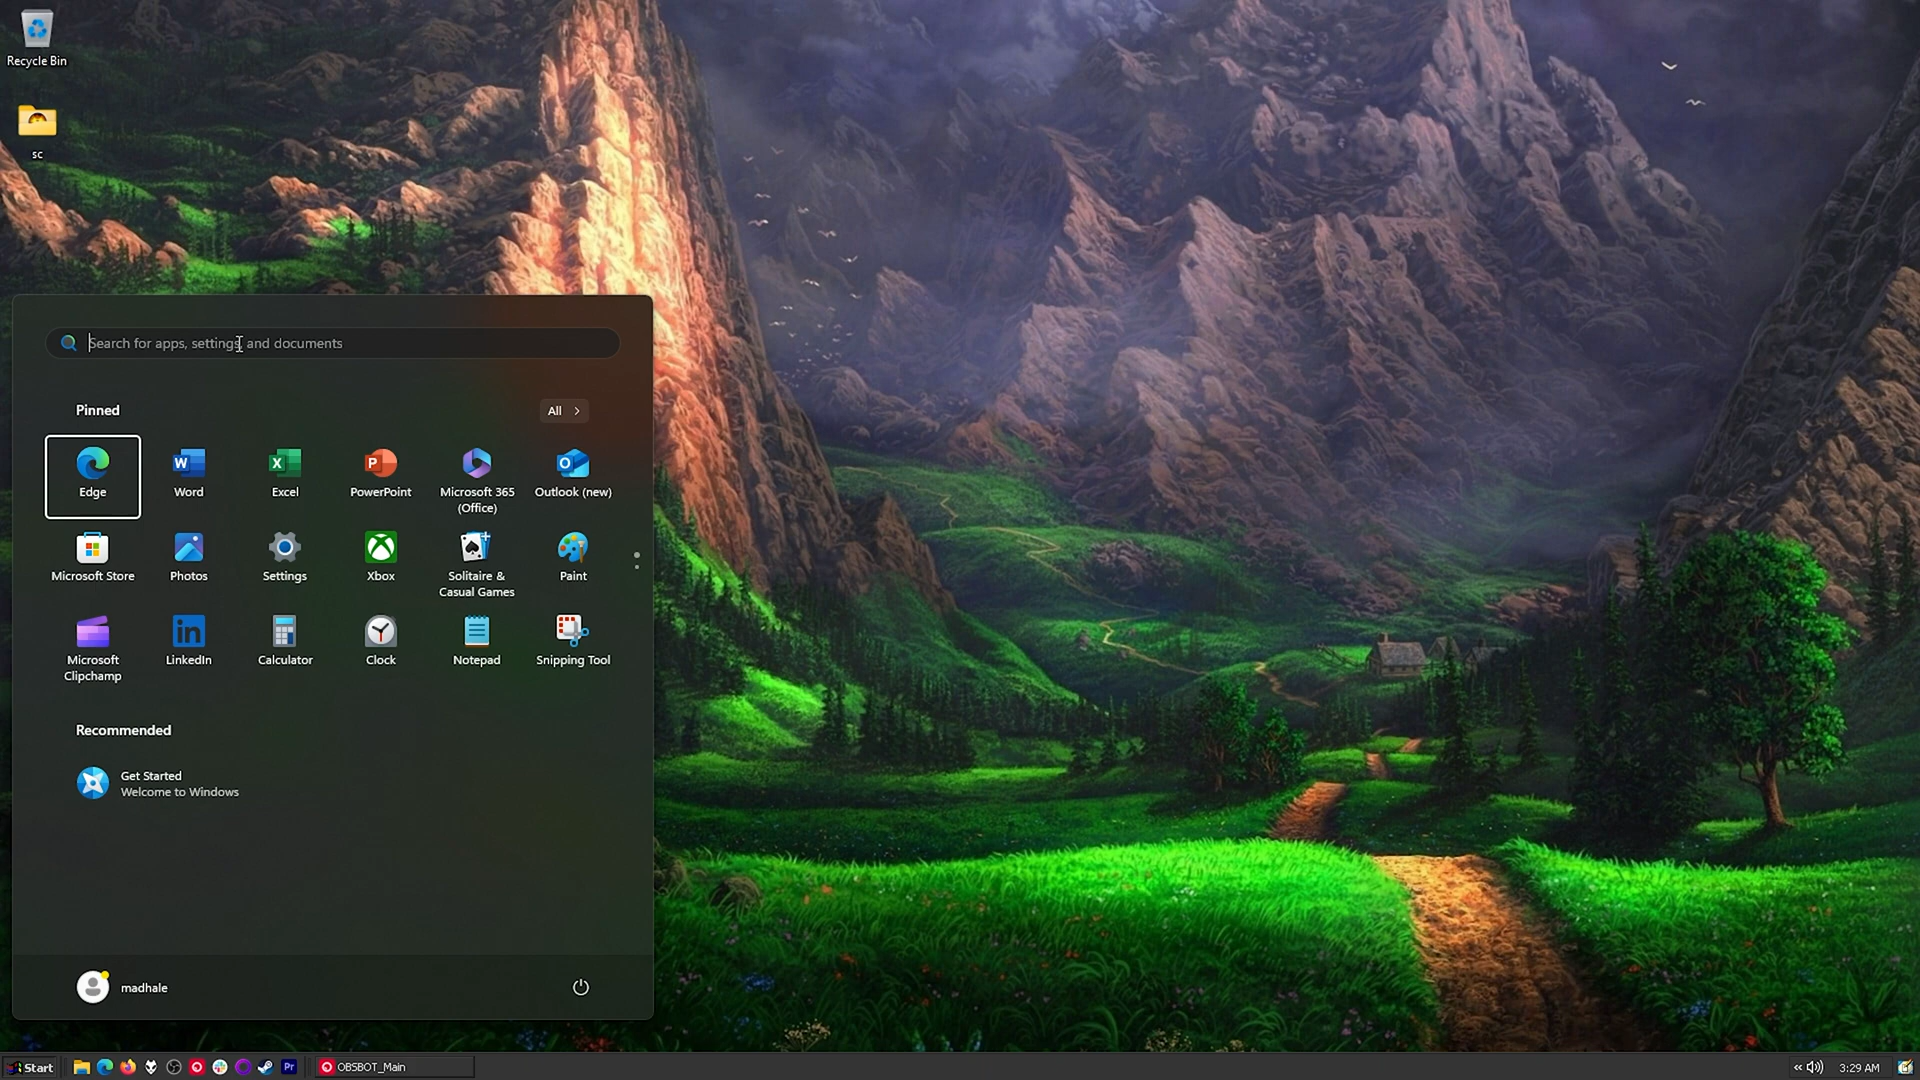 Recycle Bin
sc
Search for apps, settings, and documents
Pinned
All
Edge
Word
Excel
PowerPoint
Microsoft 365
(Office)
Outlook (new)
Microsoft Store
Photos
Settings
Xbox
Solitaire &
Casual Games
Paint
Microsoft
Clipchamp
LinkedIn
Calculator
Clock
Notepad
Snipping Tool
Recommended
Get Started
Welcome to Windows
madhale
Start
Pr
OBSBOT_Main
3:29 AM